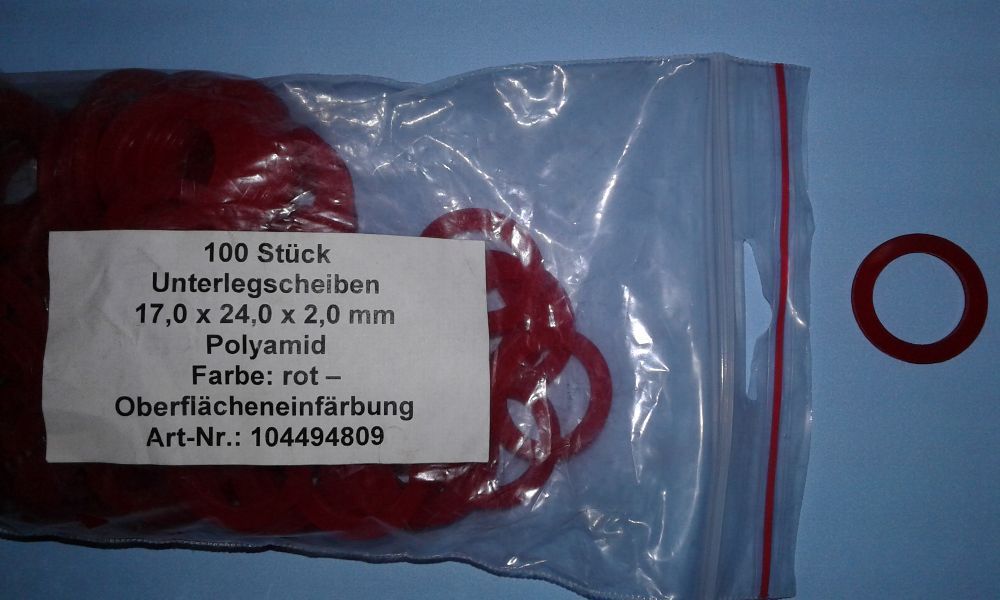 100 Stück
Unterlegscheiben
17,0 x 24,0 x 2,0 mm
Polyamid
Farbe: rot –
Oberflächeneinfärbung
Art-Nr.: 104494809